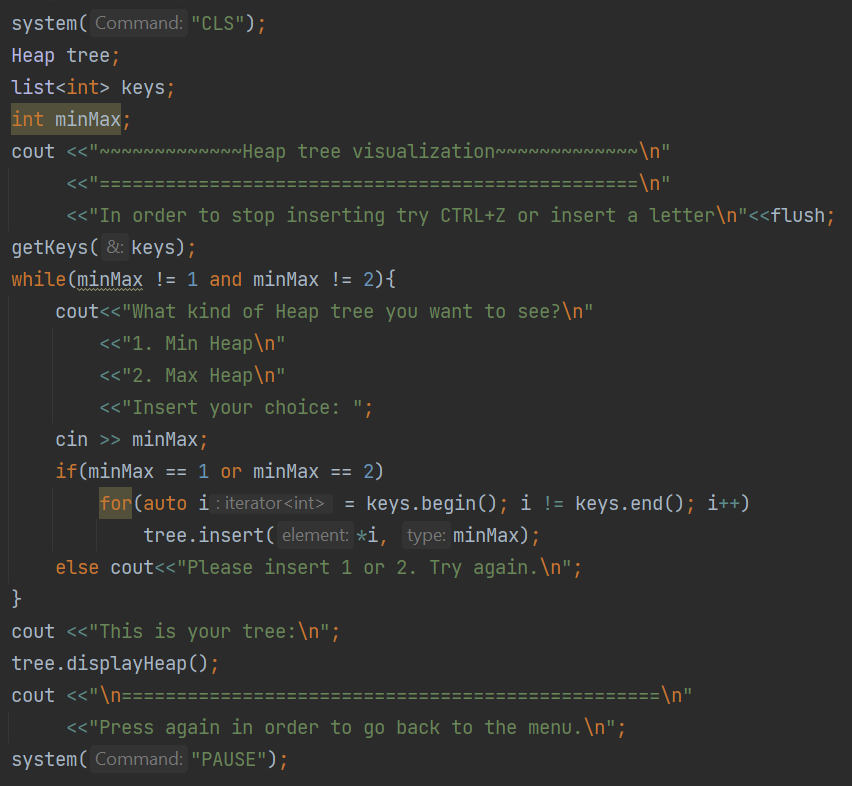 system( Command: "CLS");
Heap tree;
list<int> keys;
int minMax;
cout <<"~~~~~~~~~~~~~Heap tree visualization~~~~~~~~~~~~~\n"
<<"=================================================\n"
<<"In order to stop inserting try CTRL+Z or insert a letter\n"<<flush;
getKeys( &: keys);
while(minMax != 1 and minMax != 2){
cout<<"What kind of Heap tree you want to see?\n"
<<"1. Min Heap\n"
<<"2. Max Heap\n"
<<"Insert your choice: ";
cin >> minMax;
if(minMax == 1 or minMax == 2)
for(auto i : iterator<int> = keys.begin(); i != keys.end(); i++)
tree.insert( element: *i, type: minMax);
else cout<<"Please insert 1 or 2. Try again.\n";
}
cout <<"This is your tree:\n";
tree.displayHeap();
cout <<"\n=================================================\n"
<<"Press again in order to go back to the menu.\n";
system( Command: "PAUSE");